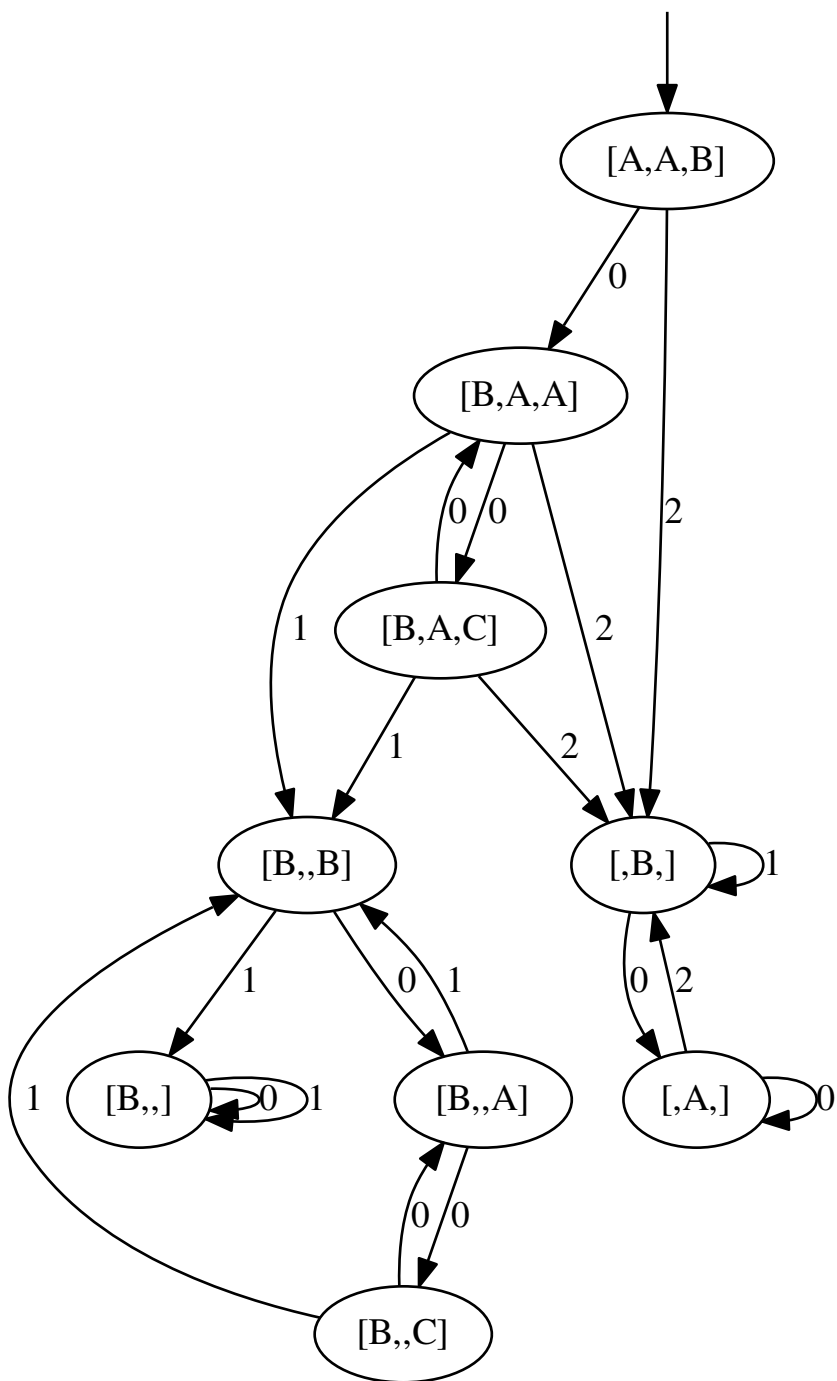 [A,A,B]
0
[B,A,A]
2
0 0
1 [B,A,C] 2
1 2
[B,,B] [,B,] 1
1 0 1 0 2
1 [B,,] 0 1 [B,,A] [,A,] 0
0 0
[B,,C]